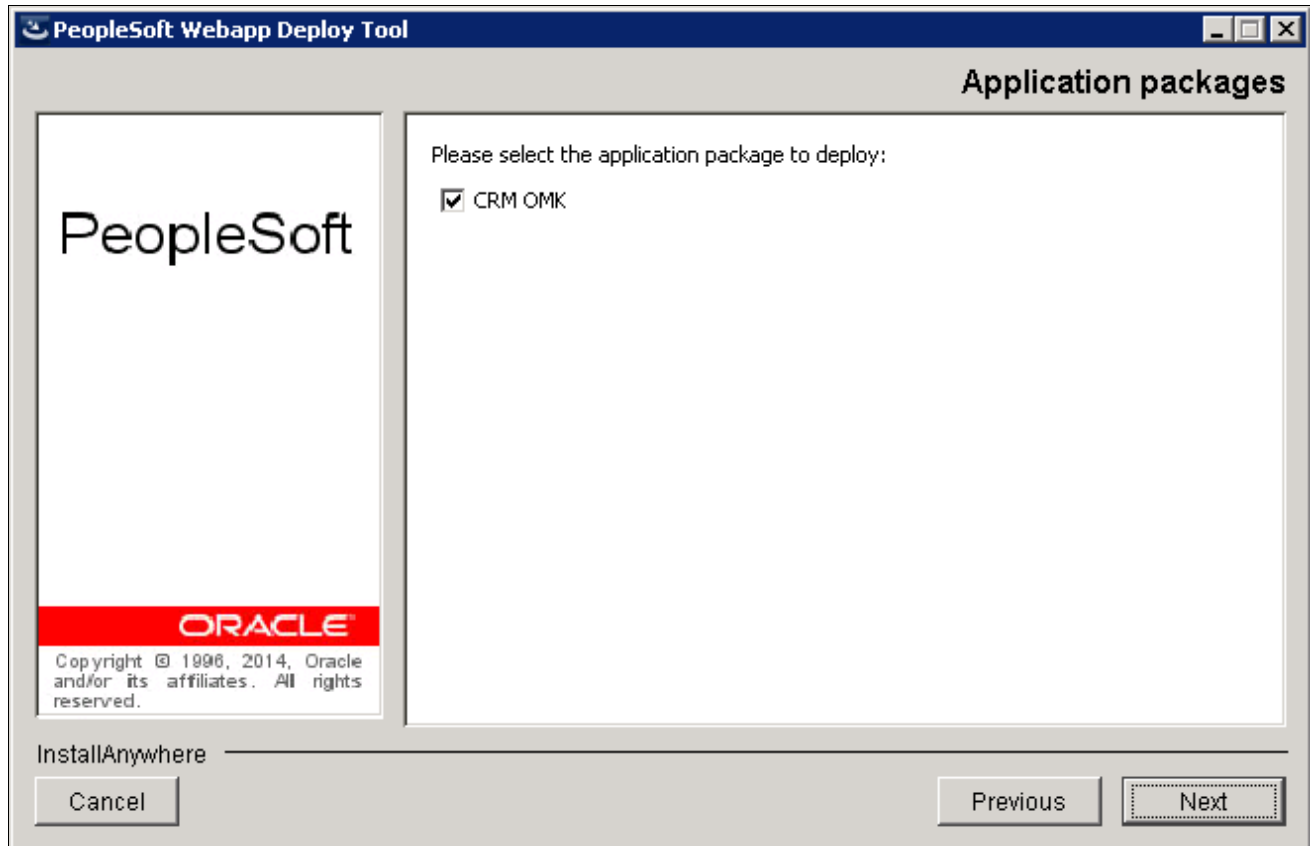 PeopleSoft Webapp Deploy Tool
Application packages
PeopleSoft
ORACLE
Copyright © 1996, 2014, Oracle
and/or its affiliates. All rights
reserved.
Please select the application package to deploy:
CRM OMK
InstallAnywhere
Cancel
Previous
Next